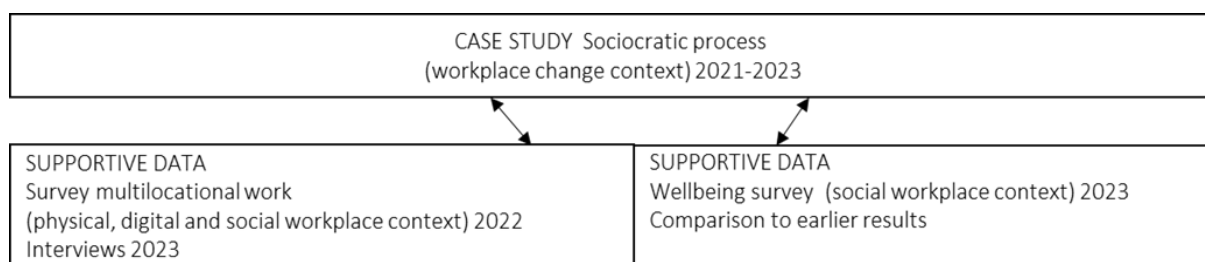 CASE STUDY Sociocratic process
(workplace change context) 2021-2023
SUPPORTIVE DATA
Survey multilocational work
(physical, digital and social workplace context) 2022
Interviews 2023
SUPPORTIVE DATA
Wellbeing survey (social workplace context) 2023
Comparison to earlier results